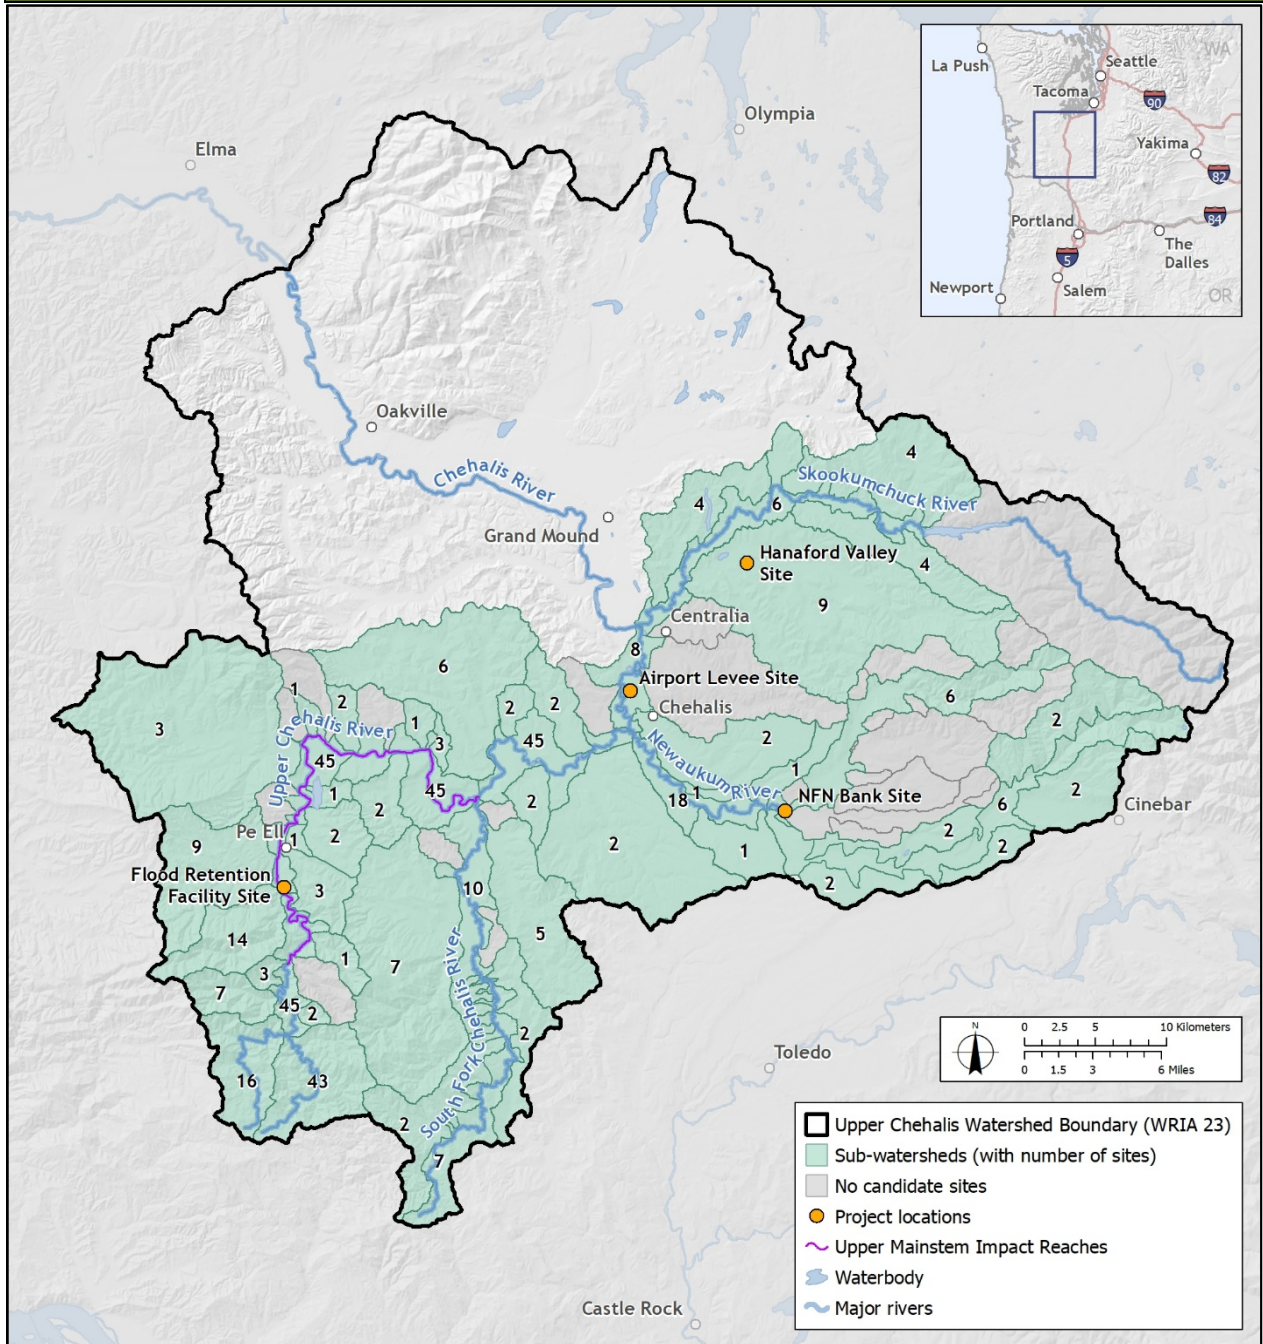 La Push
Seattle
WA
Tacoma
90
Yakima
82
Portland
84
The
Dalles
5
Newport
Salem
OR
Olympia
Elma
Oakville
Chehalis River
Grand Mound
4
Skookumchuck River
4
6
Hanaford Valley
Site
4
9
Centralia
8
Airport Levee Site
Chehalis
6
1
2
1
3
2
2
6
2
3
Upper Chehalis River
45
45
2
Newaukum River
1
1
45
2
18
1
NFN Bank Site
2
6
Cinebar
9
Pe Ell
1
2
2
2
2
1
2
2
Flood Retention
Facility Site
3
10
14
1
7
5
3
7
45
2
South Fork Chehalis River
2
16
43
2
7
Toledo
Castle Rock
N
0 2.5 5 10 Kilometers
0 1.5 3 6 Miles
Upper Chehalis Watershed Boundary (WRIA 23)
Sub-watersheds (with number of sites)
No candidate sites
Project locations
Upper Mainstem Impact Reaches
Waterbody
Major rivers